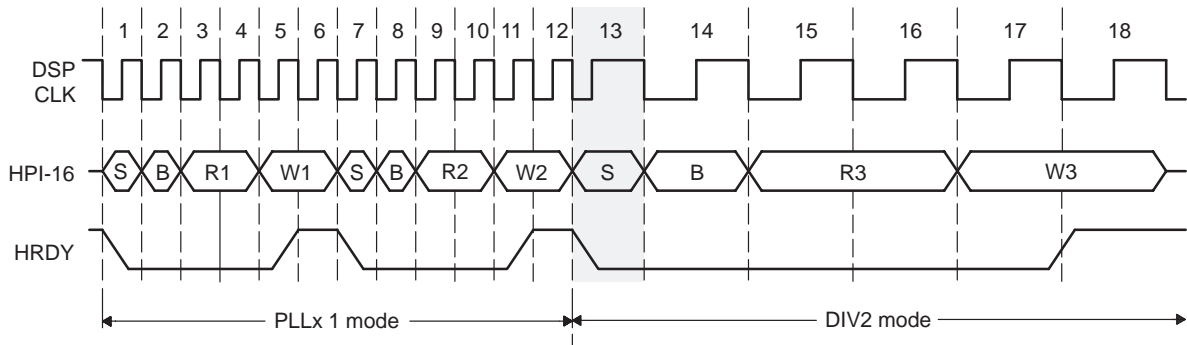 1 2 3 4 5 6 7 8 9 10 11 12 13 14 15 16 17 18
DSP
CLK
HPI-16 S B R1 W1 S B R2 W2 S B R3 W3
HRDY
PLLx 1 mode DIV2 mode